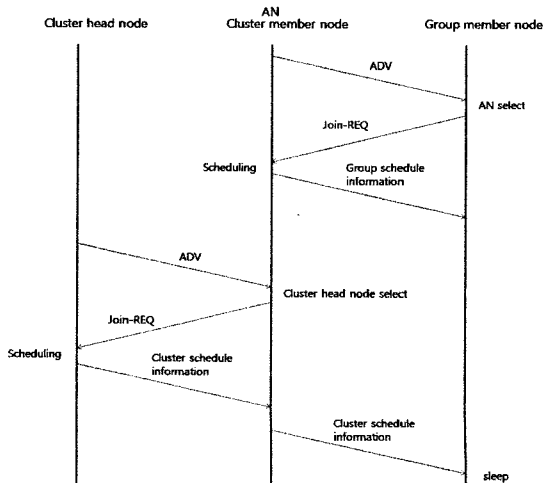 AN
Cluster head node
Cluster member node
Group member node
ADV
AN select
Join-REQ
Scheduling
Group schedule
information
ADV
Cluster head node select
Join-REQ
Scheduling
Cluster schedule
information
Cluster schedule
information
sleep